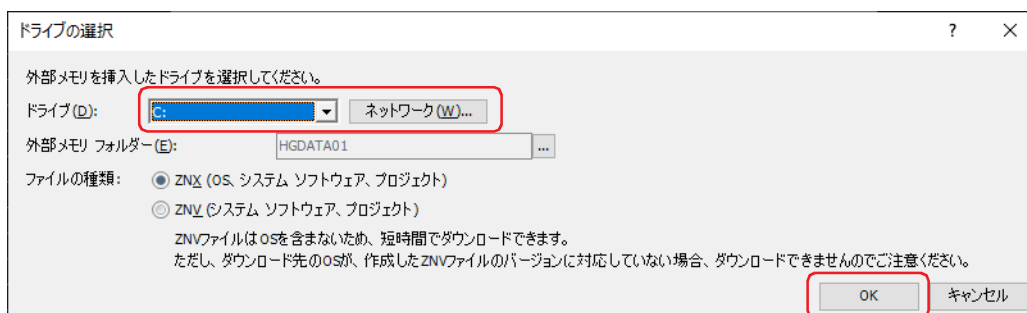 ドライブの選択 ? ×
外部メモリを挿入したドライブを選択してください。
ドライブ(D): C: ネットワーク(W)...
外部メモリ フォルダー(E): HGDATA01 ...
ファイルの種類: ZNX (OS、システム ソフトウェア、プロジェクト)
ZNV (システム ソフトウェア、プロジェクト)
ZNVファイルはOSを含まないため、短時間でダウンロードできます。
ただし、ダウンロード先のOSが、作成したZNVファイルのバージョンに対応していない場合、ダウンロードできませんのでご注意ください。
OK キャンセル